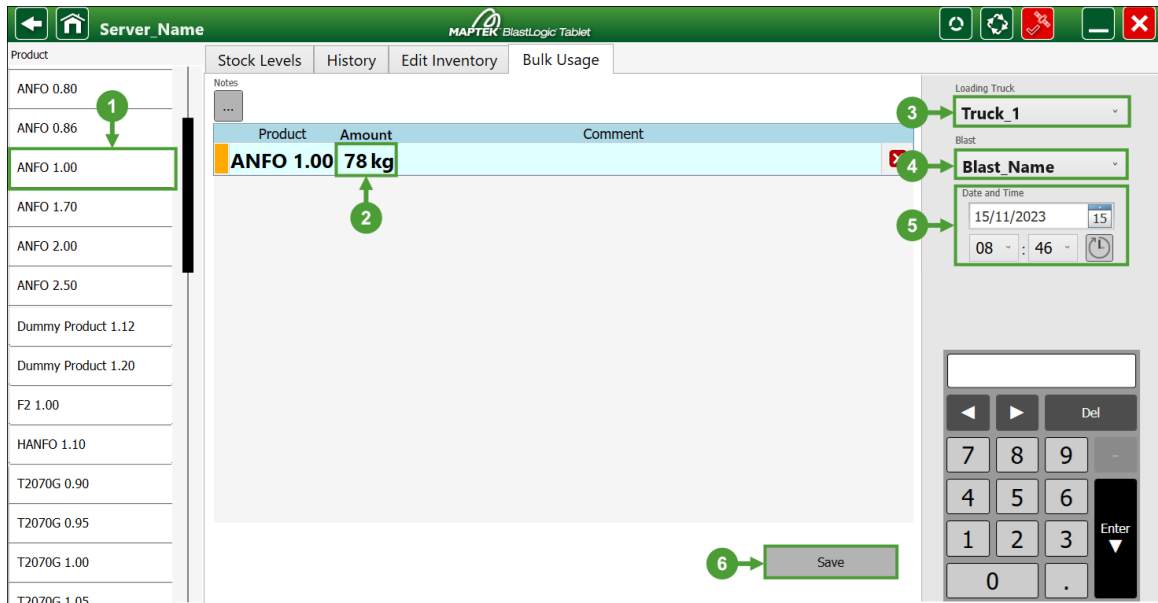 Server_Name
MAPTEK BlastLogic Tablet
Product
ANFO 0.80
ANFO 0.86
1
ANFO 1.00
ANFO 1.70
ANFO 2.00
ANFO 2.50
Dummy Product 1.12
Dummy Product 1.20
F2 1.00
HANFO 1.10
T2070G 0.90
T2070G 0.95
T2070G 1.00
T2070G 1.05
Stock Levels History Edit Inventory Bulk Usage
Notes
...
Product Amount Comment
ANFO 1.00 78 kg
2
Loading Truck
3 Truck_1
Blast
4 Blast_Name
Date and Time
5
15/11/2023 15
08 : 46
Del
7 8 9 -
4 5 6
Enter
1 2 3
0 .
6 Save